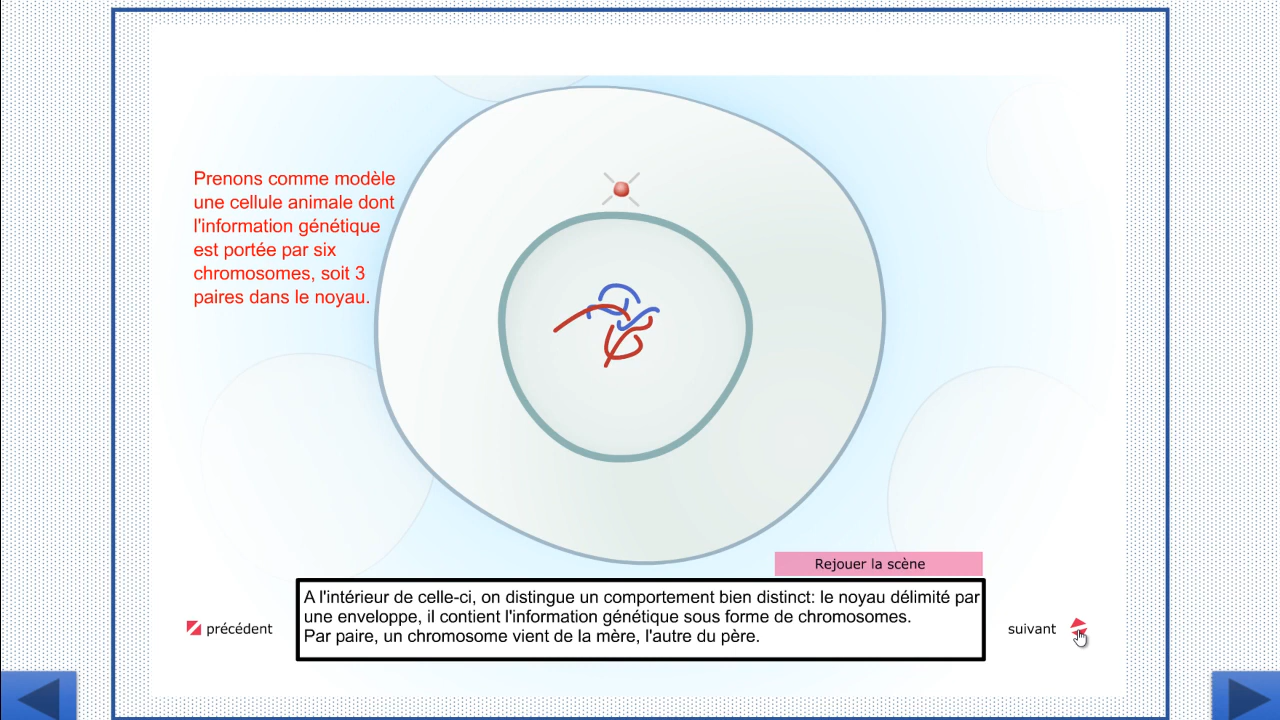 Prenons comme modèle
une cellule animale dont
l'information génétique
est portée par six
chromosomes, soit 3
paires dans le noyau.
Rejouer la scène
A l'intérieur de celle-ci, on distingue un comportement bien distinct: le noyau délimité par
une enveloppe, il contient l'information génétique sous forme de chromosomes.
Par paire, un chromosome vient de la mère, l'autre du père.
précédent
suivant